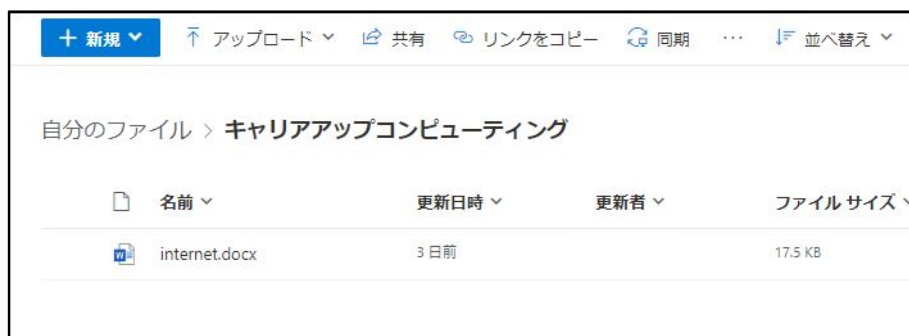 + 新規 アップロード 共有 リンクをコピー 同期 … 並べ替え
自分のファイル > キャリアアップコンピューティング
名前 更新日時 更新者 ファイル サイズ
internet.docx 3 日前 17.5 KB